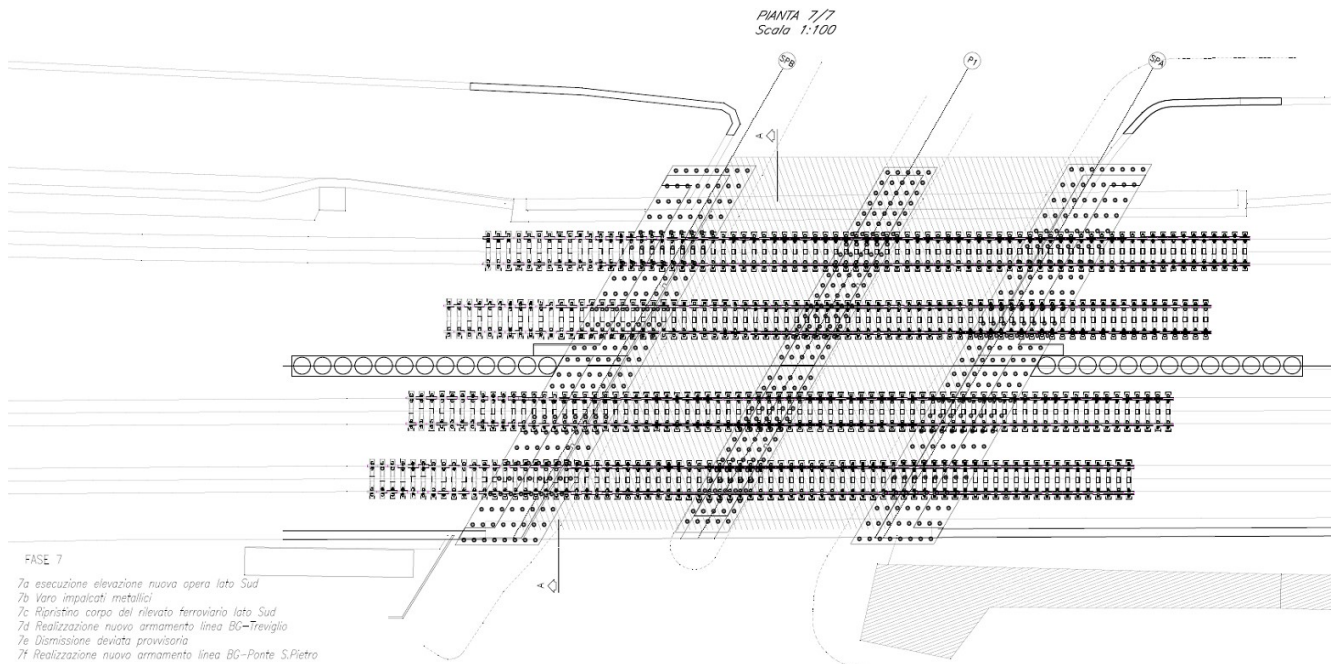 PIANTA 7/7
Scala 1:100
SPB
P1
SPA
A
A
FASE 7
7a esecuzione elevazione nuova opera lato Sud
7b Varo impalcati metallici
7c Ripristino corpo del rilevato ferroviario lato Sud
7d Realizzazione nuovo armamento linea BG-Treviglio
7e Dismissione deviata provvisoria
7f Realizzazione nuovo armamento linea BG-Ponte S.Pietro